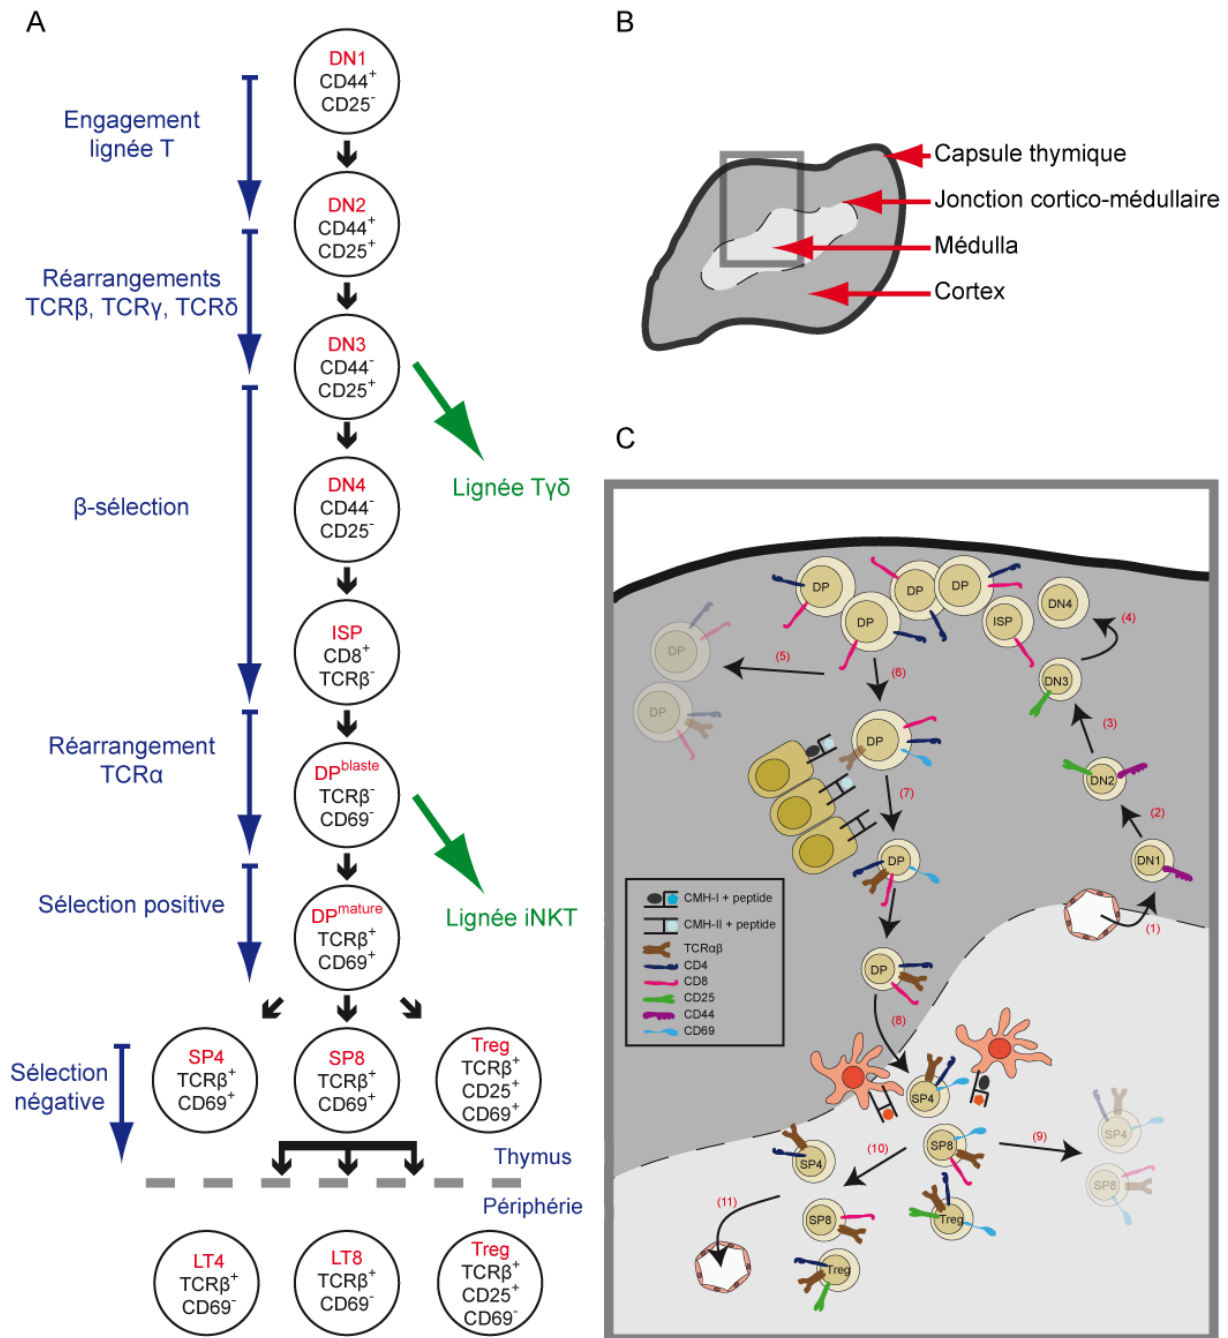 A
DN1
CD44⁺
CD25⁻
Engagement
lignée T
DN2
CD44⁺
CD25⁺
Réarrangements
TCRβ, TCRγ, TCRδ
DN3
CD44⁻
CD25⁺
Lignée Tγδ
β-sélection
DN4
CD44⁻
CD25⁻
ISP
CD8⁺
TCRβ⁻
Réarrangement
TCRα
DPblaste
TCRβ⁻
CD69⁻
Lignée iNKT
Sélection positive
DPmature
TCRβ⁺
CD69⁺
Sélection
négative
SP4
TCRβ⁺
CD69⁺
SP8
TCRβ⁺
CD69⁺
Treg
TCRβ⁺
CD25⁺
CD69⁺
Thymus
Périphérie
LT4
TCRβ⁺
CD69⁻
LT8
TCRβ⁺
CD69⁻
Treg
TCRβ⁺
CD25⁺
CD69⁻
B
Capsule thymique
Jonction cortico-médullaire
Médulla
Cortex
C
DP
DP
DP
DP
ISP
DN4
(4)
DN3
(3)
DN2
(2)
DN1
(1)
(5)
DP
DP
(6)
DP
(7)
DP
DP
(8)
CMH-I + peptide
CMH-II + peptide
TCRαβ
CD4
CD8
CD25
CD44
CD69
SP4
SP8
Treg
(9)
SP4
SP8
(10)
SP4
SP8
Treg
(11)